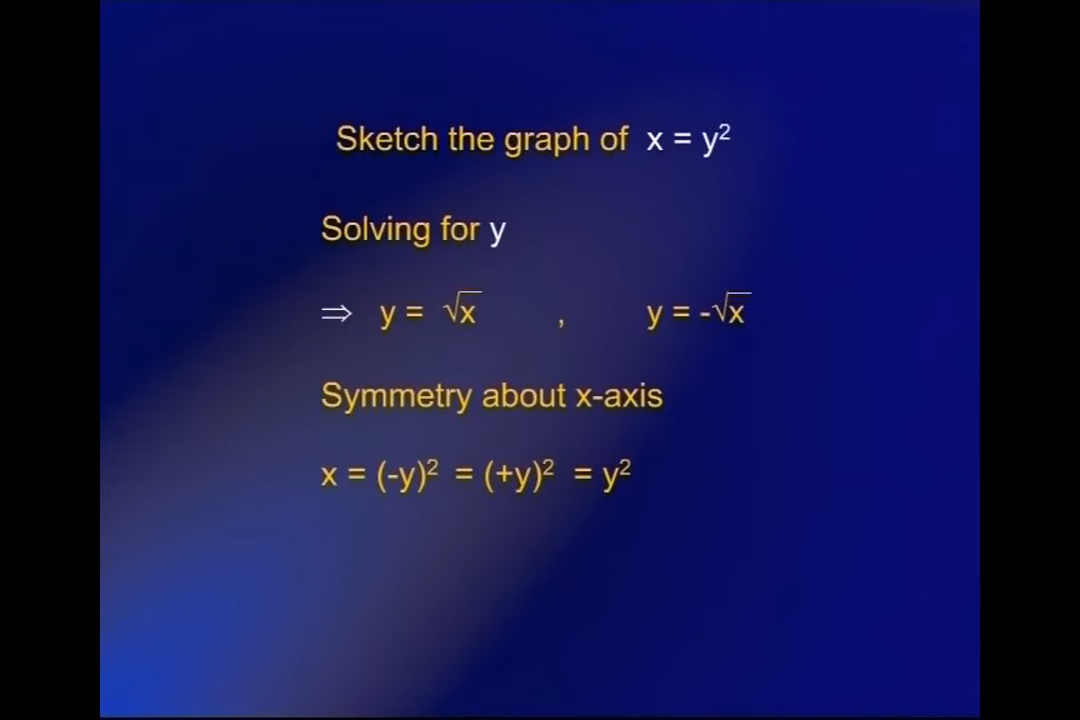 Sketch the graph of x = y²
Solving for y
⇒ y = √x , y = -√x
Symmetry about x-axis
x = (-y)² = (+y)² = y²